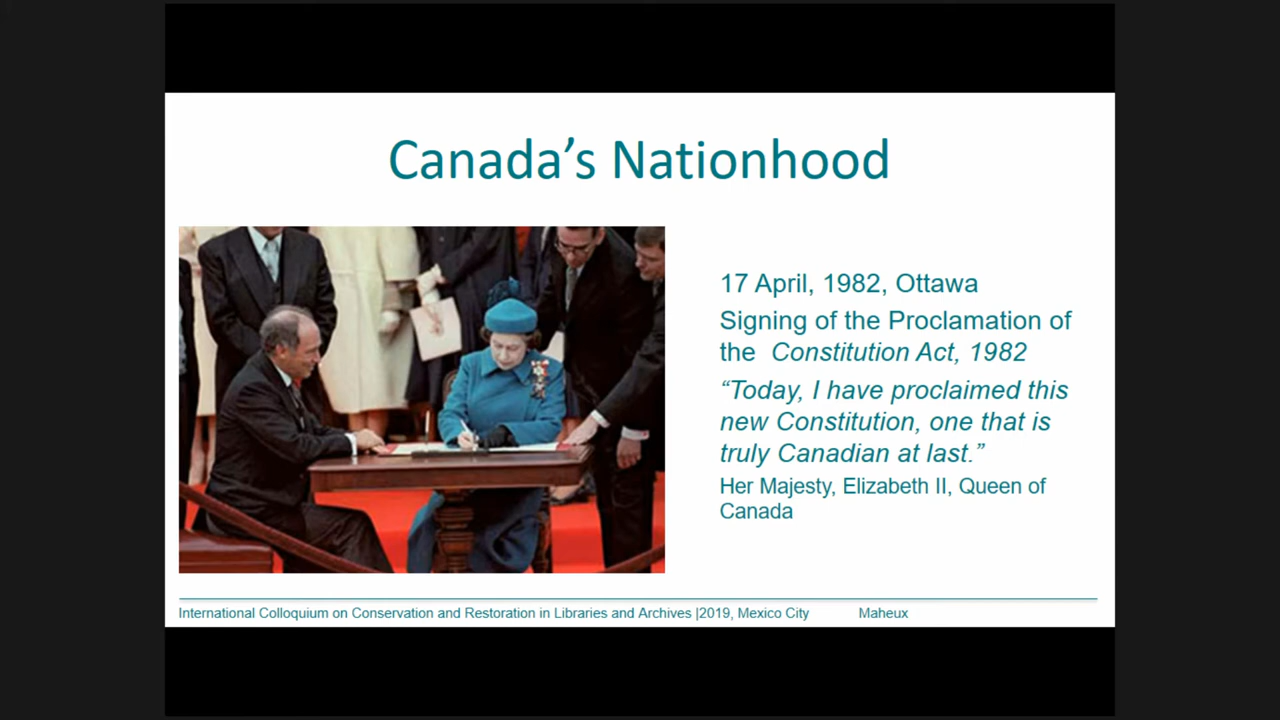 Canada’s Nationhood
17 April, 1982, Ottawa
Signing of the Proclamation of
the Constitution Act, 1982
“Today, I have proclaimed this
new Constitution, one that is
truly Canadian at last.”
Her Majesty, Elizabeth II, Queen of
Canada
International Colloquium on Conservation and Restoration in Libraries and Archives |2019, Mexico City Maheux